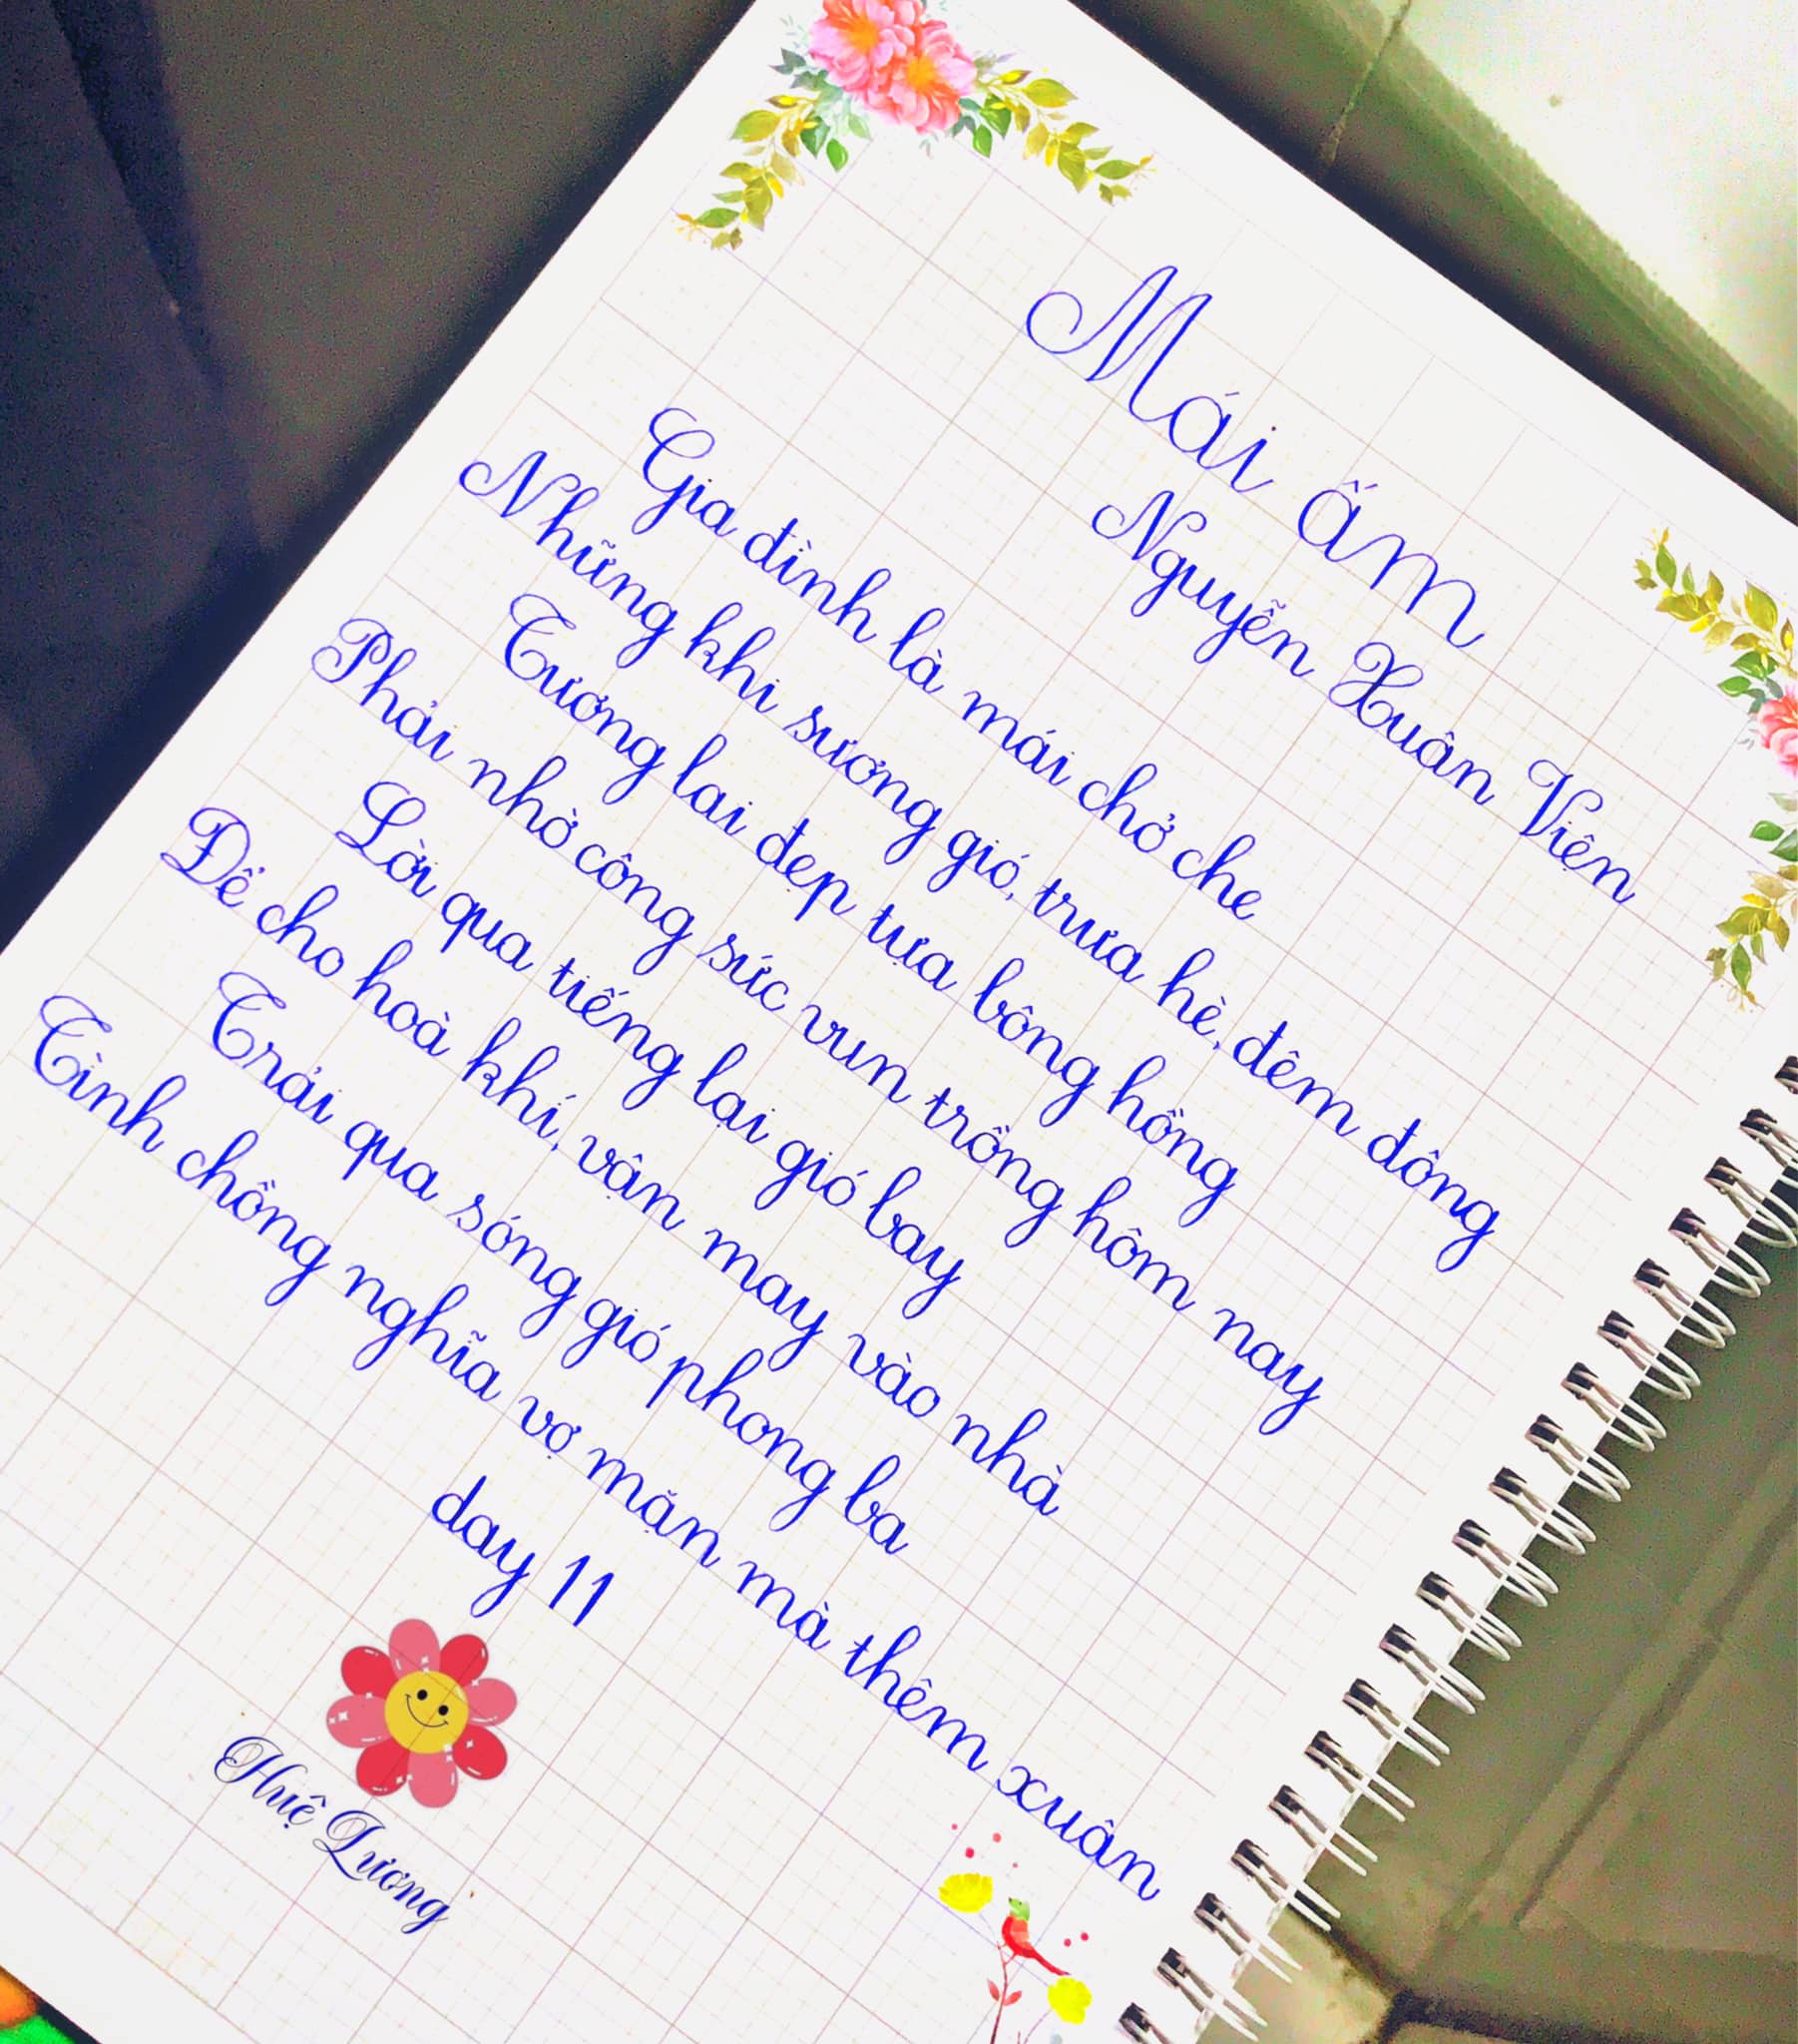 Mái ấm
Nguyễn Xuân Viện
Gia đình là mái chở che
Những khi sương gió, trưa hè, đêm đông
Tương lai đẹp tựa bông hồng
Phải nhờ công sức vun trồng hôm nay
Lời qua tiếng lại gió bay
Để cho hoà khí, vận may vào nhà
Trải qua sóng gió phong ba
Tình chồng nghĩa vợ mặn mà thêm xuân
day 11
Huệ Lương